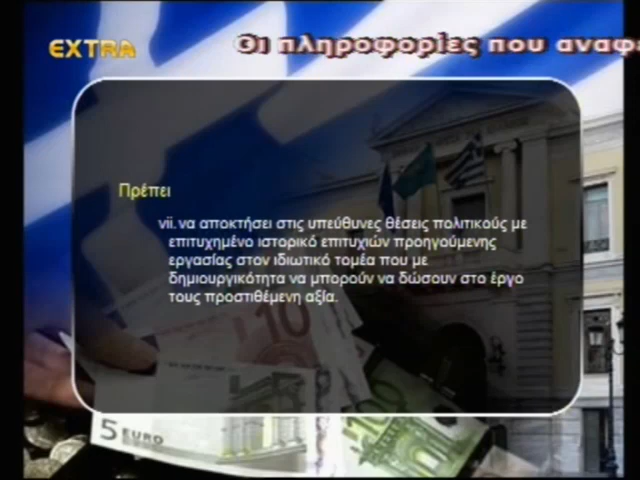 EXTRA
Οι πληροφορίες που αναφ
Πρέπει
vii. να αποκτήσει στις υπεύθυνες θέσεις πολιτικούς με
επιτυχημένο ιστορικό επιτυχιών προηγούμενης
εργασίας στον ιδιωτικό τομέα που με
δημιουργικότητα να μπορούν να δώσουν στο έργο
τους προστιθέμενη αξία.
10
5 EURO